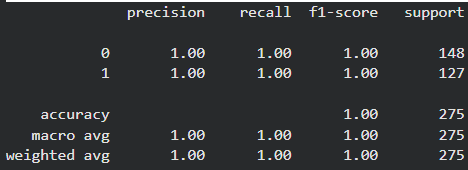 precision recall f1-score support
0 1.00 1.00 1.00 148
1 1.00 1.00 1.00 127
accuracy 1.00 275
macro avg 1.00 1.00 1.00 275
weighted avg 1.00 1.00 1.00 275